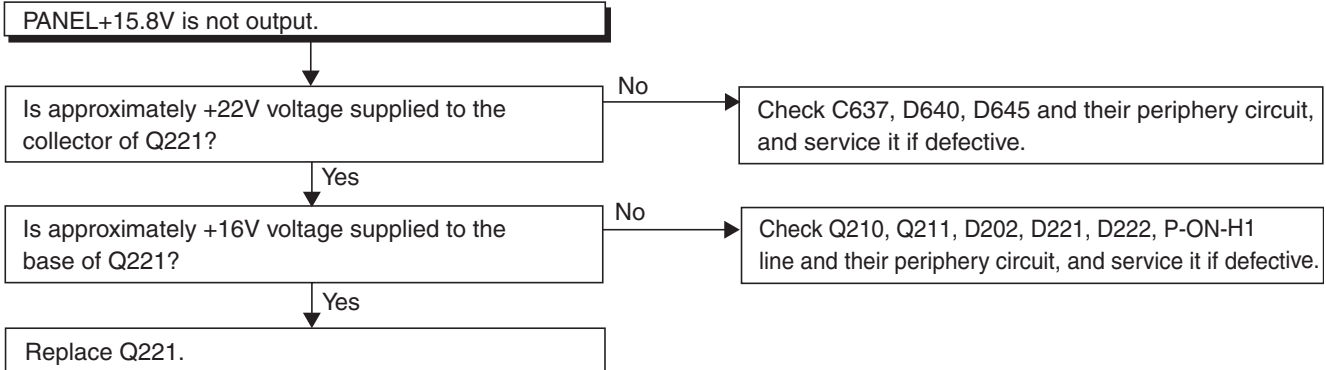 PANEL+15.8V is not output.
Is approximately +22V voltage supplied to the
collector of Q221?
No
Check C637, D640, D645 and their periphery circuit,
and service it if defective.
Yes
Is approximately +16V voltage supplied to the
base of Q221?
No
Check Q210, Q211, D202, D221, D222, P-ON-H1
line and their periphery circuit, and service it if defective.
Yes
Replace Q221.